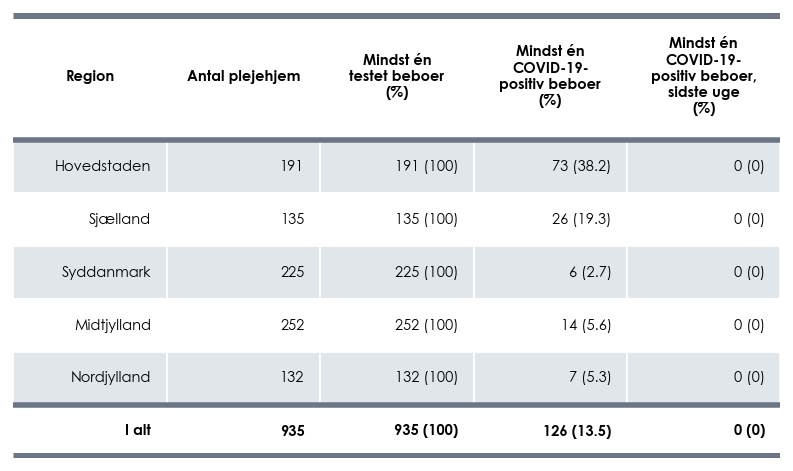 Region
Antal plejehjem
Mindst én
testet beboer
(%)
Mindst én
COVID-19-
positiv beboer
(%)
Mindst én
COVID-19-
positiv beboer,
sidste uge
(%)
Hovedstaden 191 191 (100) 73 (38.2) 0 (0)
Sjælland 135 135 (100) 26 (19.3) 0 (0)
Syddanmark 225 225 (100) 6 (2.7) 0 (0)
Midtjylland 252 252 (100) 14 (5.6) 0 (0)
Nordjylland 132 132 (100) 7 (5.3) 0 (0)
I alt 935 935 (100) 126 (13.5) 0 (0)